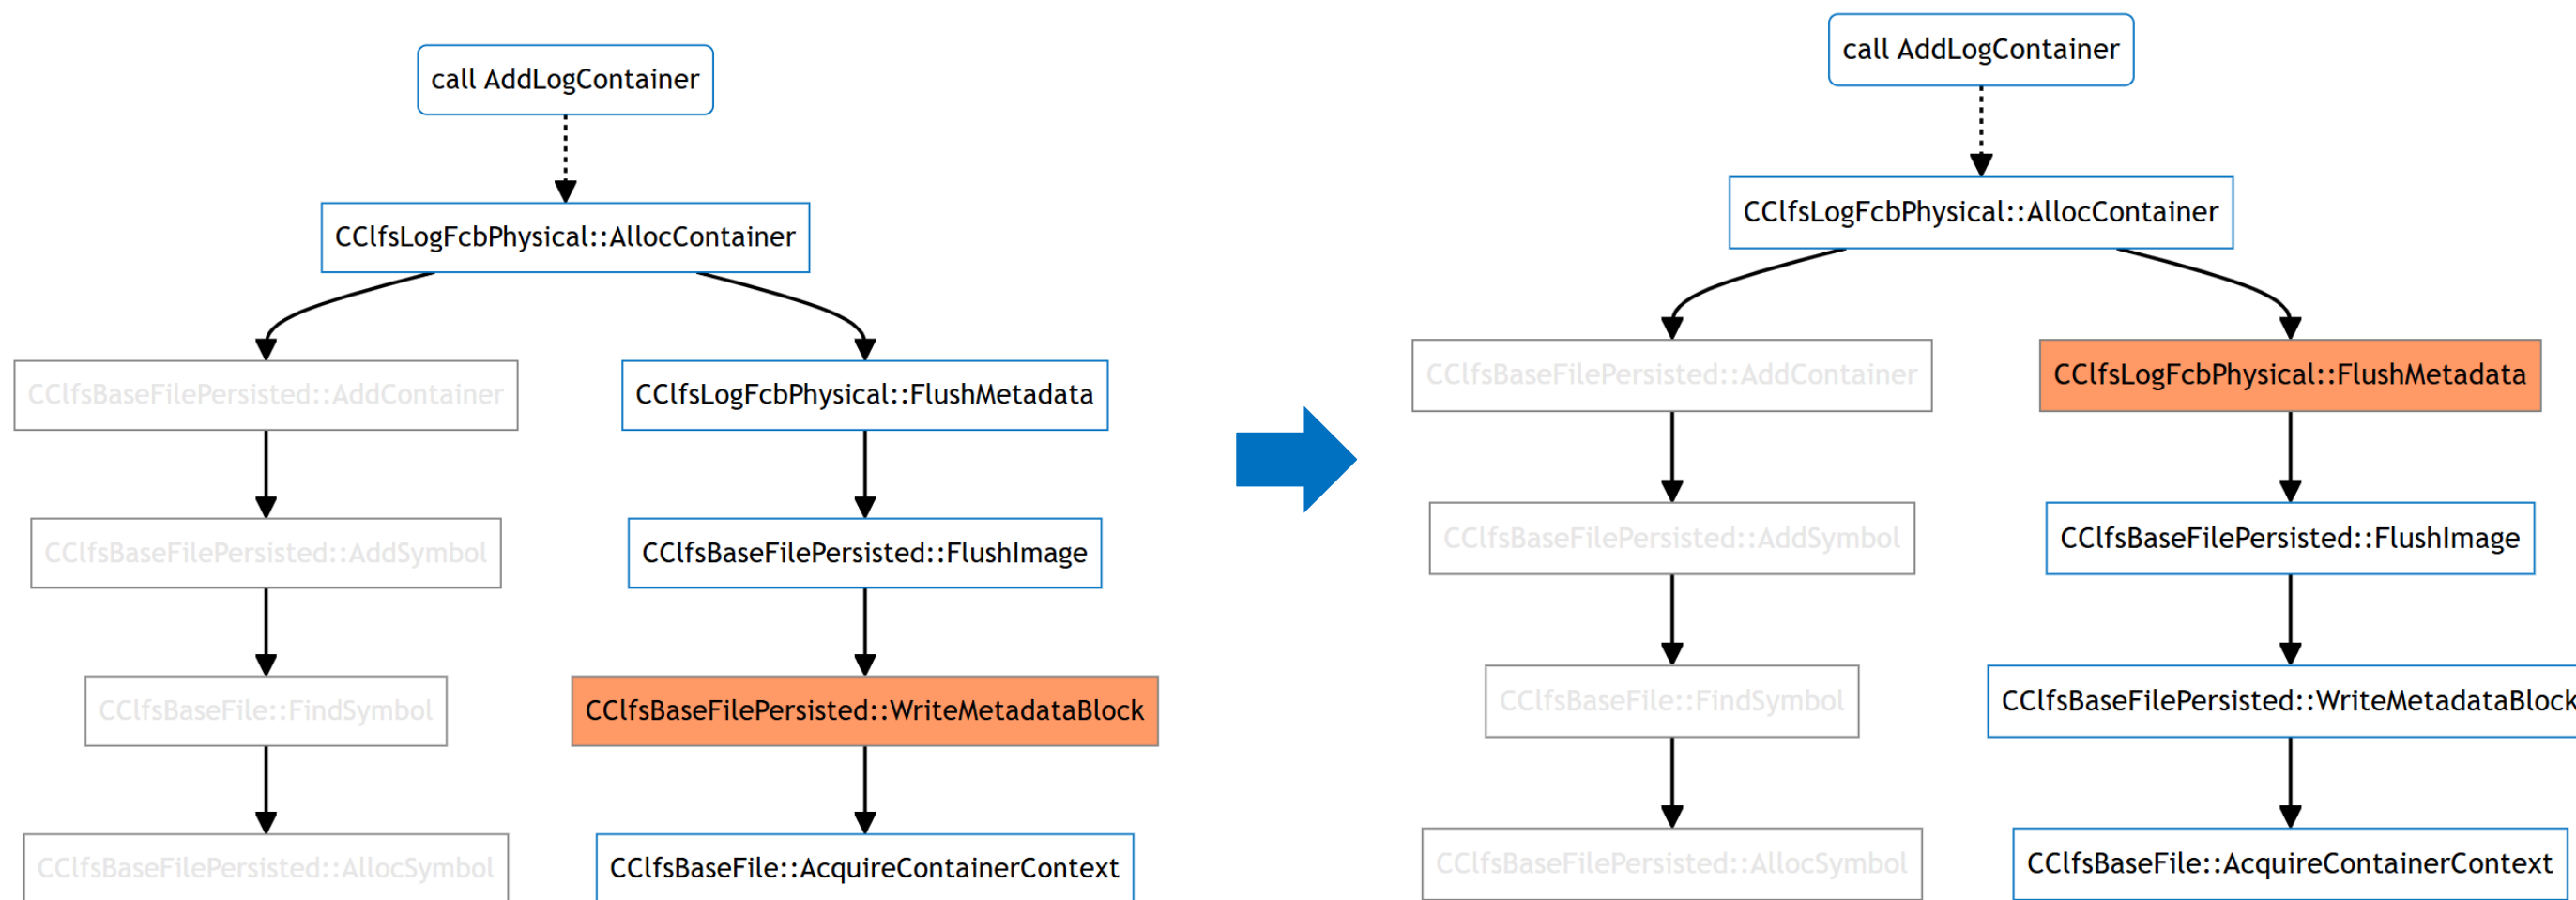 call AddLogContainer
CClfsLogFcbPhysical::AllocContainer
CClfsBaseFilePersisted::AddContainer
CClfsLogFcbPhysical::FlushMetadata
CClfsBaseFilePersisted::AddSymbol
CClfsBaseFilePersisted::FlushImage
CClfsBaseFile::FindSymbol
CClfsBaseFilePersisted::WriteMetadataBlock
CClfsBaseFilePersisted::AllocSymbol
CClfsBaseFile::AcquireContainerContext
call AddLogContainer
CClfsLogFcbPhysical::AllocContainer
CClfsBaseFilePersisted::AddContainer
CClfsLogFcbPhysical::FlushMetadata
CClfsBaseFilePersisted::AddSymbol
CClfsBaseFilePersisted::FlushImage
CClfsBaseFile::FindSymbol
CClfsBaseFilePersisted::WriteMetadataBlock
CClfsBaseFilePersisted::AllocSymbol
CClfsBaseFile::AcquireContainerContext